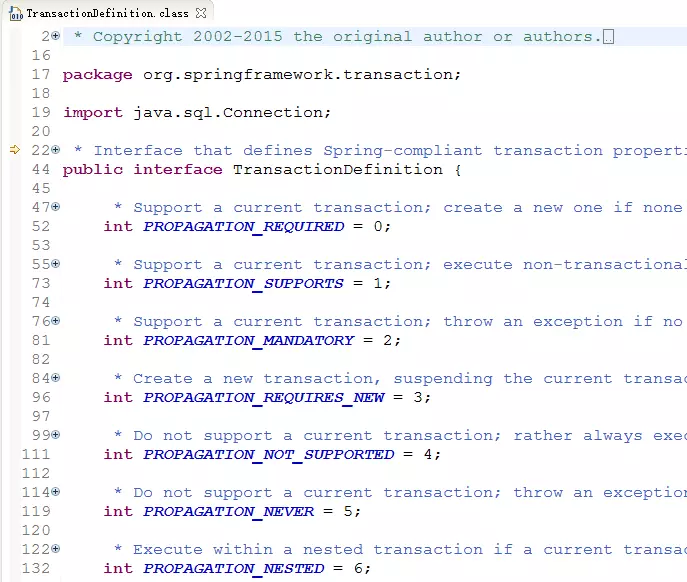 TransactionDefinition.class
2 * Copyright 2002-2015 the original author or authors.
16
17 package org.springframework.transaction;
18
19 import java.sql.Connection;
20
22 * Interface that defines Spring-compliant transaction properti
44 public interface TransactionDefinition {
45
47 * Support a current transaction; create a new one if none
52 int PROPAGATION_REQUIRED = 0;
53
55 * Support a current transaction; execute non-transactional
73 int PROPAGATION_SUPPORTS = 1;
74
76 * Support a current transaction; throw an exception if no
81 int PROPAGATION_MANDATORY = 2;
82
84 * Create a new transaction, suspending the current transac
96 int PROPAGATION_REQUIRES_NEW = 3;
97
99 * Do not support a current transaction; rather always exec
111 int PROPAGATION_NOT_SUPPORTED = 4;
112
114 * Do not support a current transaction; throw an exception
119 int PROPAGATION_NEVER = 5;
120
122 * Execute within a nested transaction if a current transac
132 int PROPAGATION_NESTED = 6;